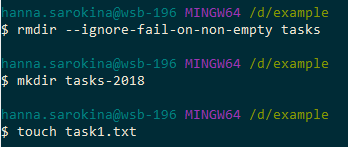 hanna.sarokina@wsb-196 MINGW64 /d/example
$ rmdir --ignore-fail-on-non-empty tasks
hanna.sarokina@wsb-196 MINGW64 /d/example
$ mkdir tasks-2018
hanna.sarokina@wsb-196 MINGW64 /d/example
$ touch task1.txt